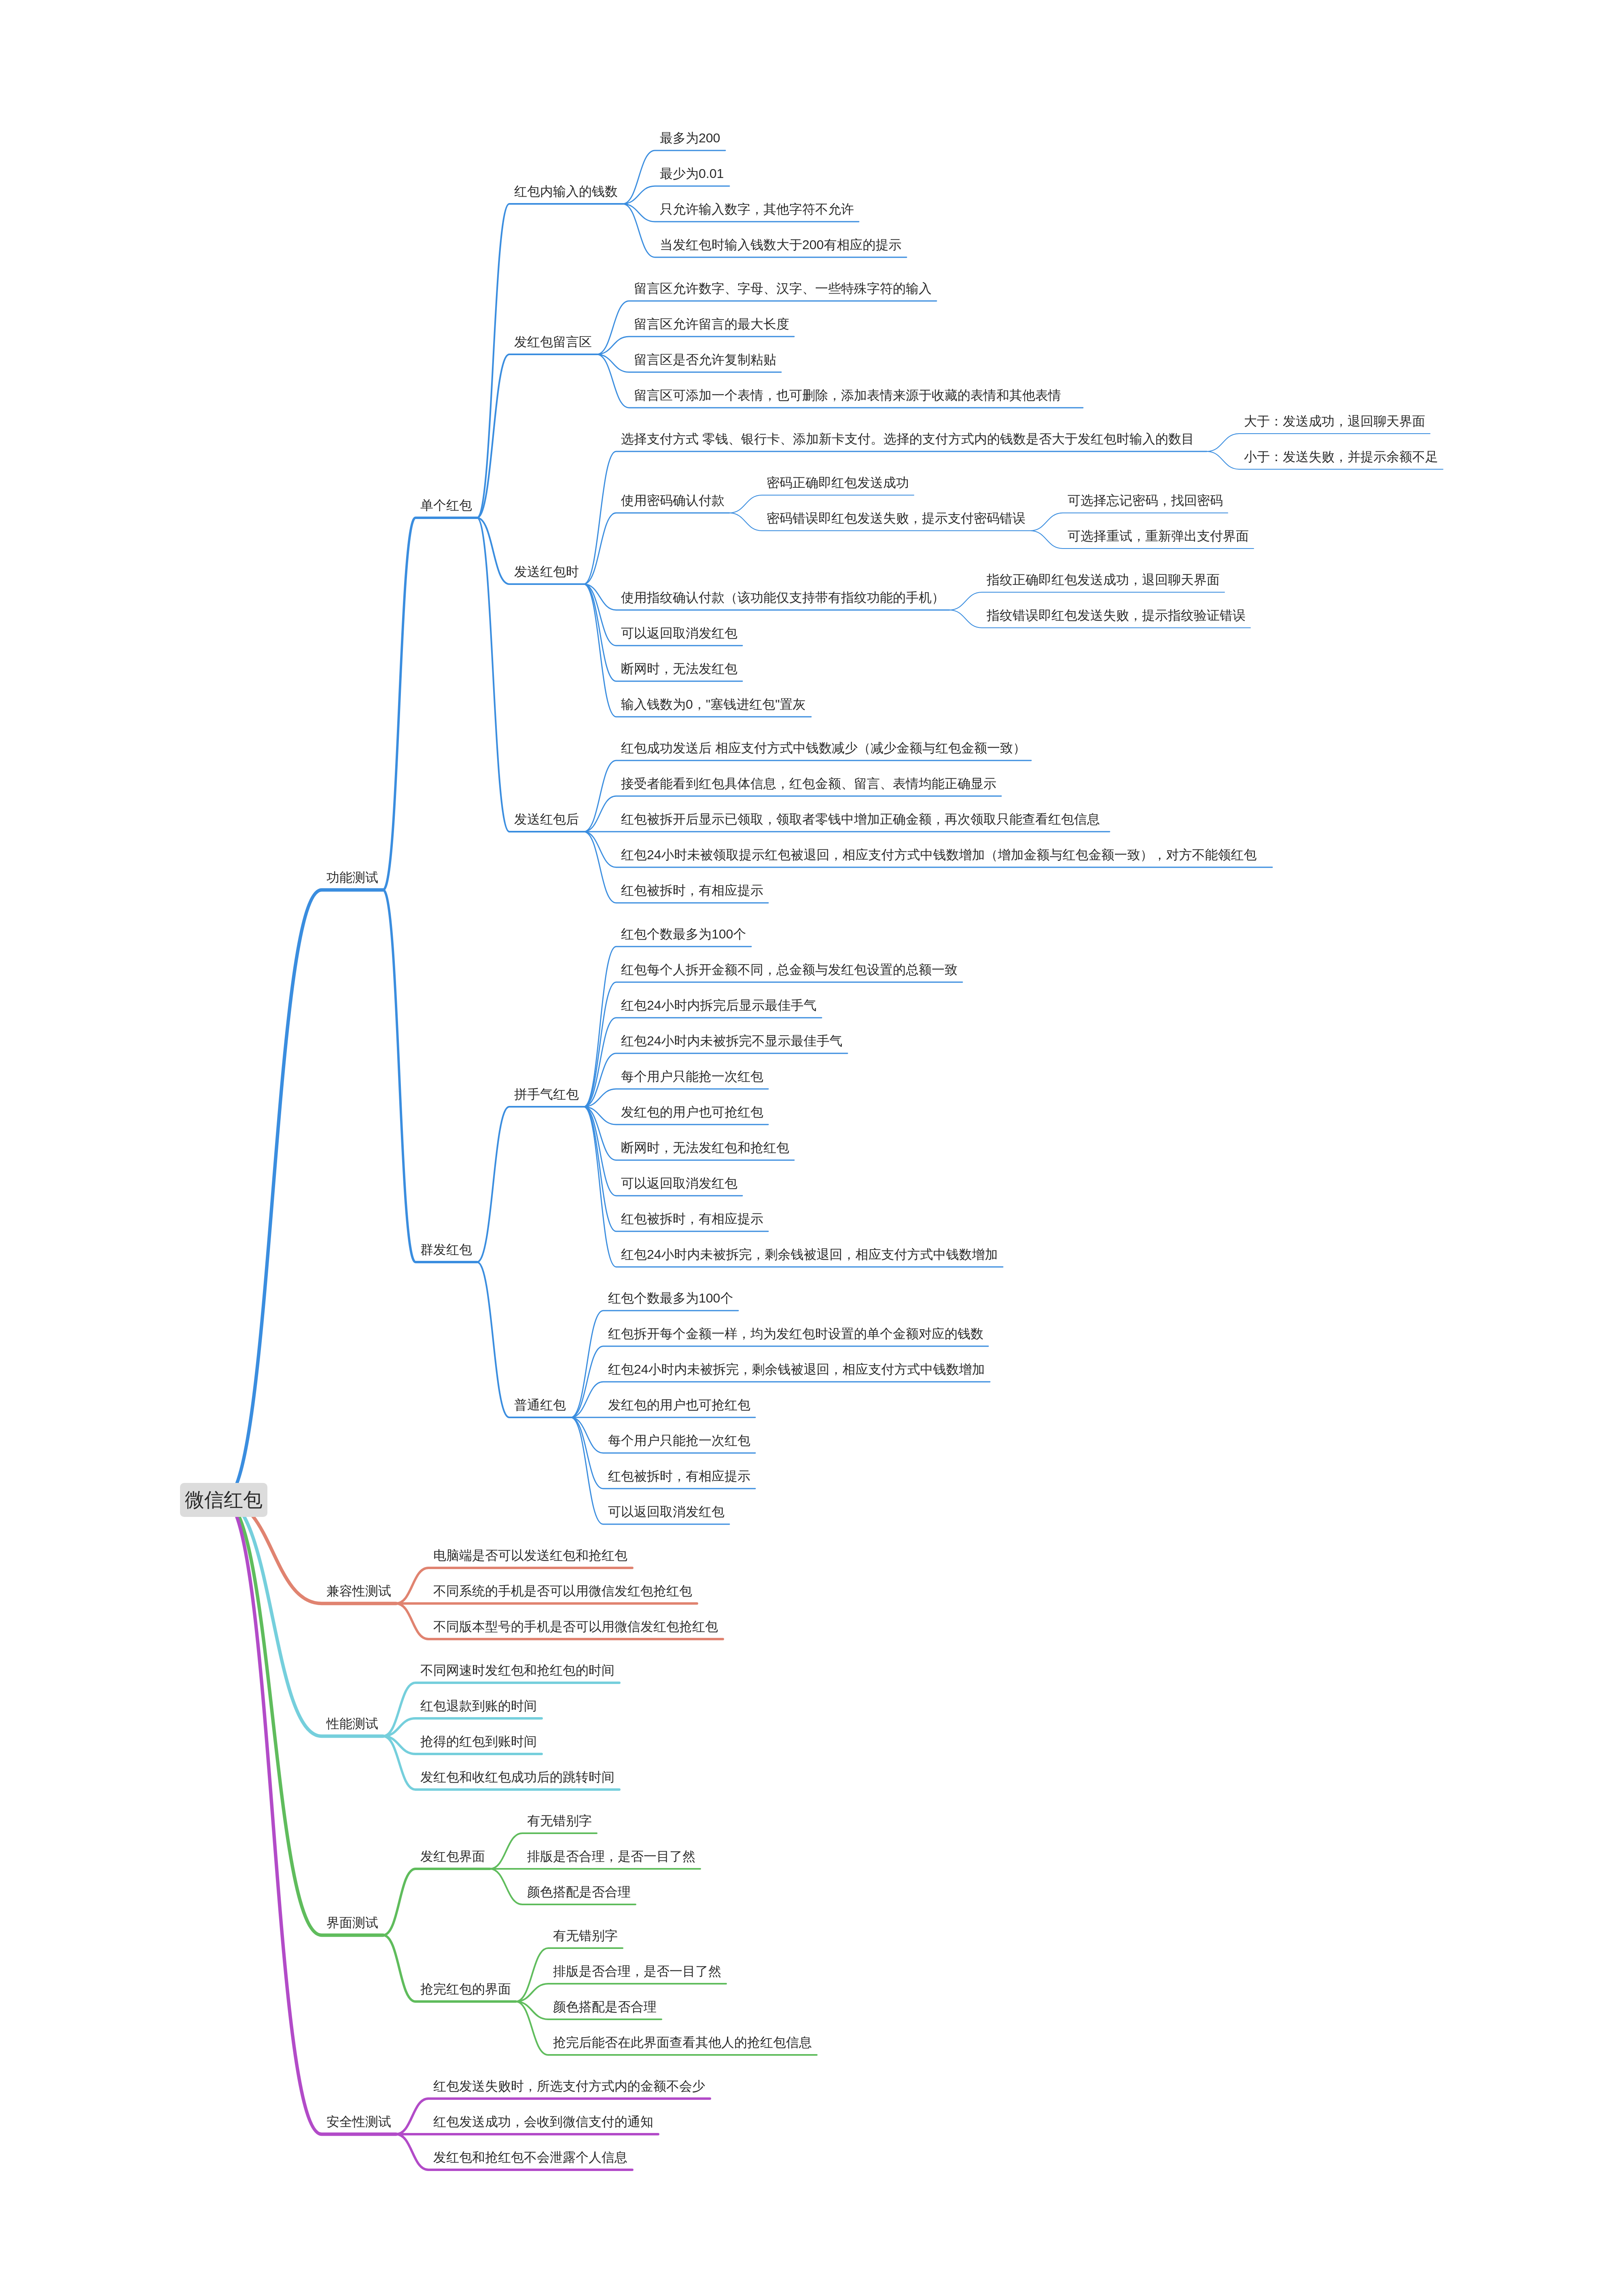 微信红包
功能测试
单个红包
红包内输入的钱数
最多为200
最少为0.01
只允许输入数字，其他字符不允许
当发红包时输入钱数大于200有相应的提示
发红包留言区
留言区允许数字、字母、汉字、一些特殊字符的输入
留言区允许留言的最大长度
留言区是否允许复制粘贴
留言区可添加一个表情，也可删除，添加表情来源于收藏的表情和其他表情
发送红包时
选择支付方式 零钱、银行卡、添加新卡支付。选择的支付方式内的钱数是否大于发红包时输入的数目
大于：发送成功，退回聊天界面
小于：发送失败，并提示余额不足
使用密码确认付款
密码正确即红包发送成功
密码错误即红包发送失败，提示支付密码错误
可选择忘记密码，找回密码
可选择重试，重新弹出支付界面
使用指纹确认付款（该功能仅支持带有指纹功能的手机）
指纹正确即红包发送成功，退回聊天界面
指纹错误即红包发送失败，提示指纹验证错误
可以返回取消发红包
断网时，无法发红包
输入钱数为0，"塞钱进红包"置灰
发送红包后
红包成功发送后 相应支付方式中钱数减少（减少金额与红包金额一致）
接受者能看到红包具体信息，红包金额、留言、表情均能正确显示
红包被拆开后显示已领取，领取者零钱中增加正确金额，再次领取只能查看红包信息
红包24小时未被领取提示红包被退回，相应支付方式中钱数增加（增加金额与红包金额一致），对方不能领红包
红包被拆时，有相应提示
群发红包
拼手气红包
红包个数最多为100个
红包每个人拆开金额不同，总金额与发红包设置的总额一致
红包24小时内拆完后显示最佳手气
红包24小时内未被拆完不显示最佳手气
每个用户只能抢一次红包
发红包的用户也可抢红包
断网时，无法发红包和抢红包
可以返回取消发红包
红包被拆时，有相应提示
红包24小时内未被拆完，剩余钱被退回，相应支付方式中钱数增加
普通红包
红包个数最多为100个
红包拆开每个金额一样，均为发红包时设置的单个金额对应的钱数
红包24小时内未被拆完，剩余钱被退回，相应支付方式中钱数增加
发红包的用户也可抢红包
每个用户只能抢一次红包
红包被拆时，有相应提示
可以返回取消发红包
兼容性测试
电脑端是否可以发送红包和抢红包
不同系统的手机是否可以用微信发红包抢红包
不同版本型号的手机是否可以用微信发红包抢红包
性能测试
不同网速时发红包和抢红包的时间
红包退款到账的时间
抢得的红包到账时间
发红包和收红包成功后的跳转时间
界面测试
发红包界面
有无错别字
排版是否合理，是否一目了然
颜色搭配是否合理
抢完红包的界面
有无错别字
排版是否合理，是否一目了然
颜色搭配是否合理
抢完后能否在此界面查看其他人的抢红包信息
安全性测试
红包发送失败时，所选支付方式内的金额不会少
红包发送成功，会收到微信支付的通知
发红包和抢红包不会泄露个人信息